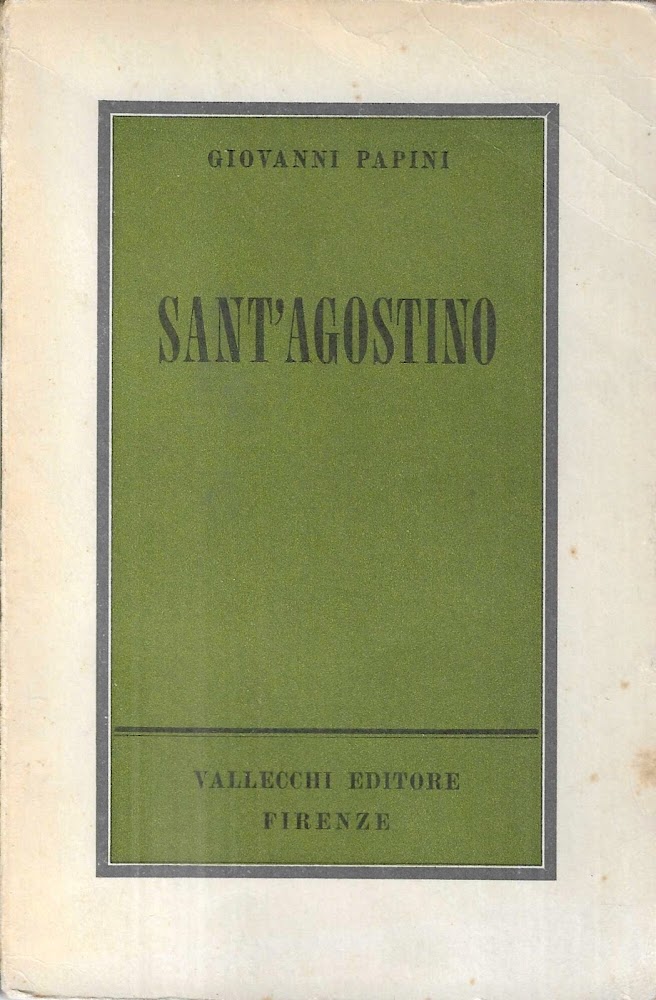 GIOVANNI PAPINI
SANT'AGOSTINO
VALLECCHI EDITORE
FIRENZE